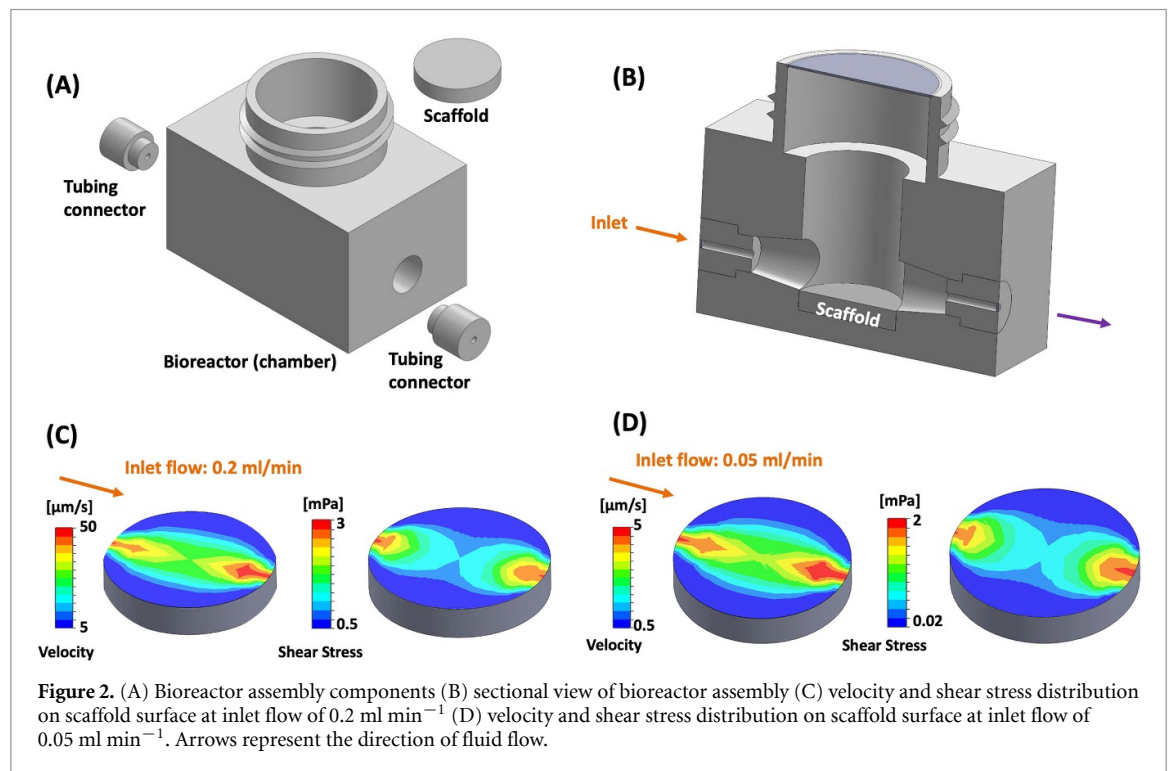 (A)
Scaffold
Tubing
connector
Bioreactor (chamber)
Tubing
connector
(B)
Inlet
Scaffold
(C)
Inlet flow: 0.2 ml/min
[µm/s]
50
5
Velocity
[mPa]
3
0.5
Shear Stress
(D)
Inlet flow: 0.05 ml/min
[µm/s]
5
0.5
Velocity
[mPa]
2
0.02
Shear Stress
Figure 2. (A) Bioreactor assembly components (B) sectional view of bioreactor assembly (C) velocity and shear stress distribution
on scaffold surface at inlet flow of 0.2 ml min⁻¹ (D) velocity and shear stress distribution on scaffold surface at inlet flow of
0.05 ml min⁻¹. Arrows represent the direction of fluid flow.